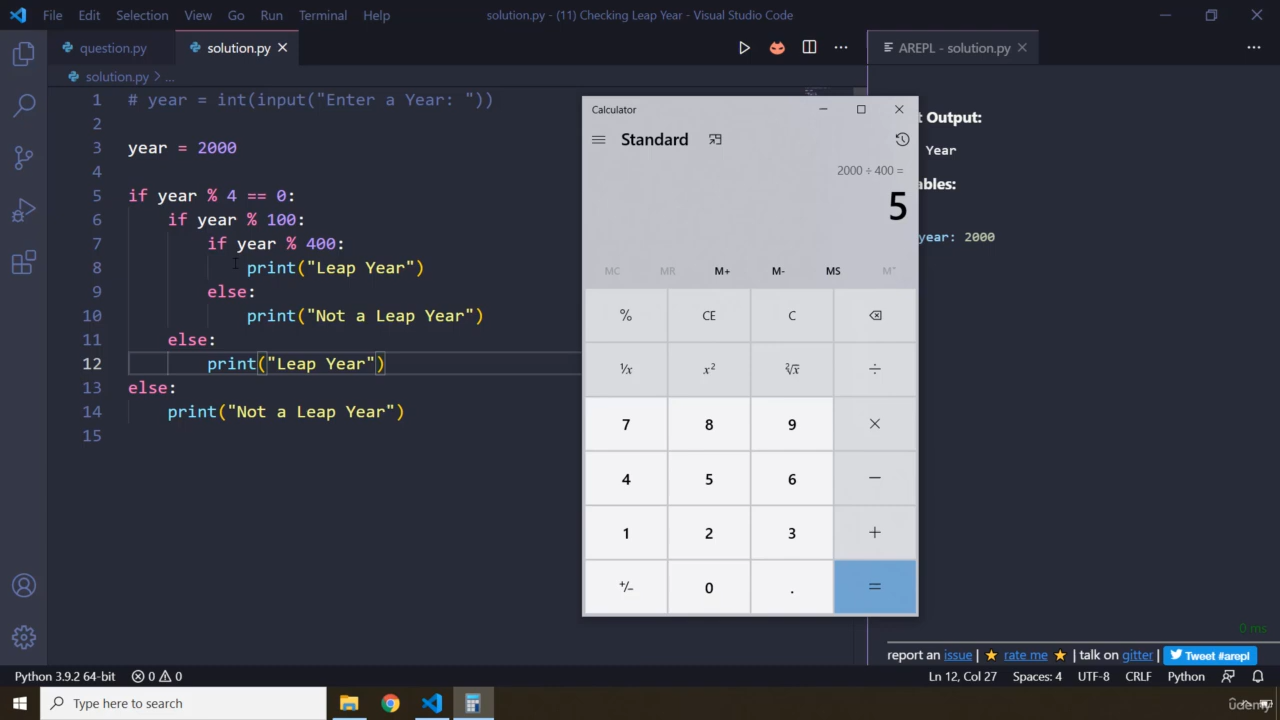 File Edit Selection View Go Run Terminal Help
solution.py - (11) Checking Leap Year - Visual Studio Code
question.py
solution.py
AREPL - solution.py
solution.py > ...
1 # year = int(input("Enter a Year: "))
2
3 year = 2000
4
5 if year % 4 == 0:
6 if year % 100:
7 if year % 400:
8 print("Leap Year")
9 else:
10 print("Not a Leap Year")
11 else:
12 print("Leap Year")
13 else:
14 print("Not a Leap Year")
15
Calculator
Standard
2000 ÷ 400 =
5
MC MR M+ M- MS
% CE C ⌫
¹/x x² ²√x ÷
7 8 9 ×
4 5 6 −
1 2 3 +
+/− 0 . =
t Output:
Year
ables:
year: 2000
0 ms
report an issue | ★ rate me ★ | talk on gitter | Tweet #arepl
Python 3.9.2 64-bit 0 0
Ln 12, Col 27 Spaces: 4 UTF-8 CRLF Python
Type here to search
udemy